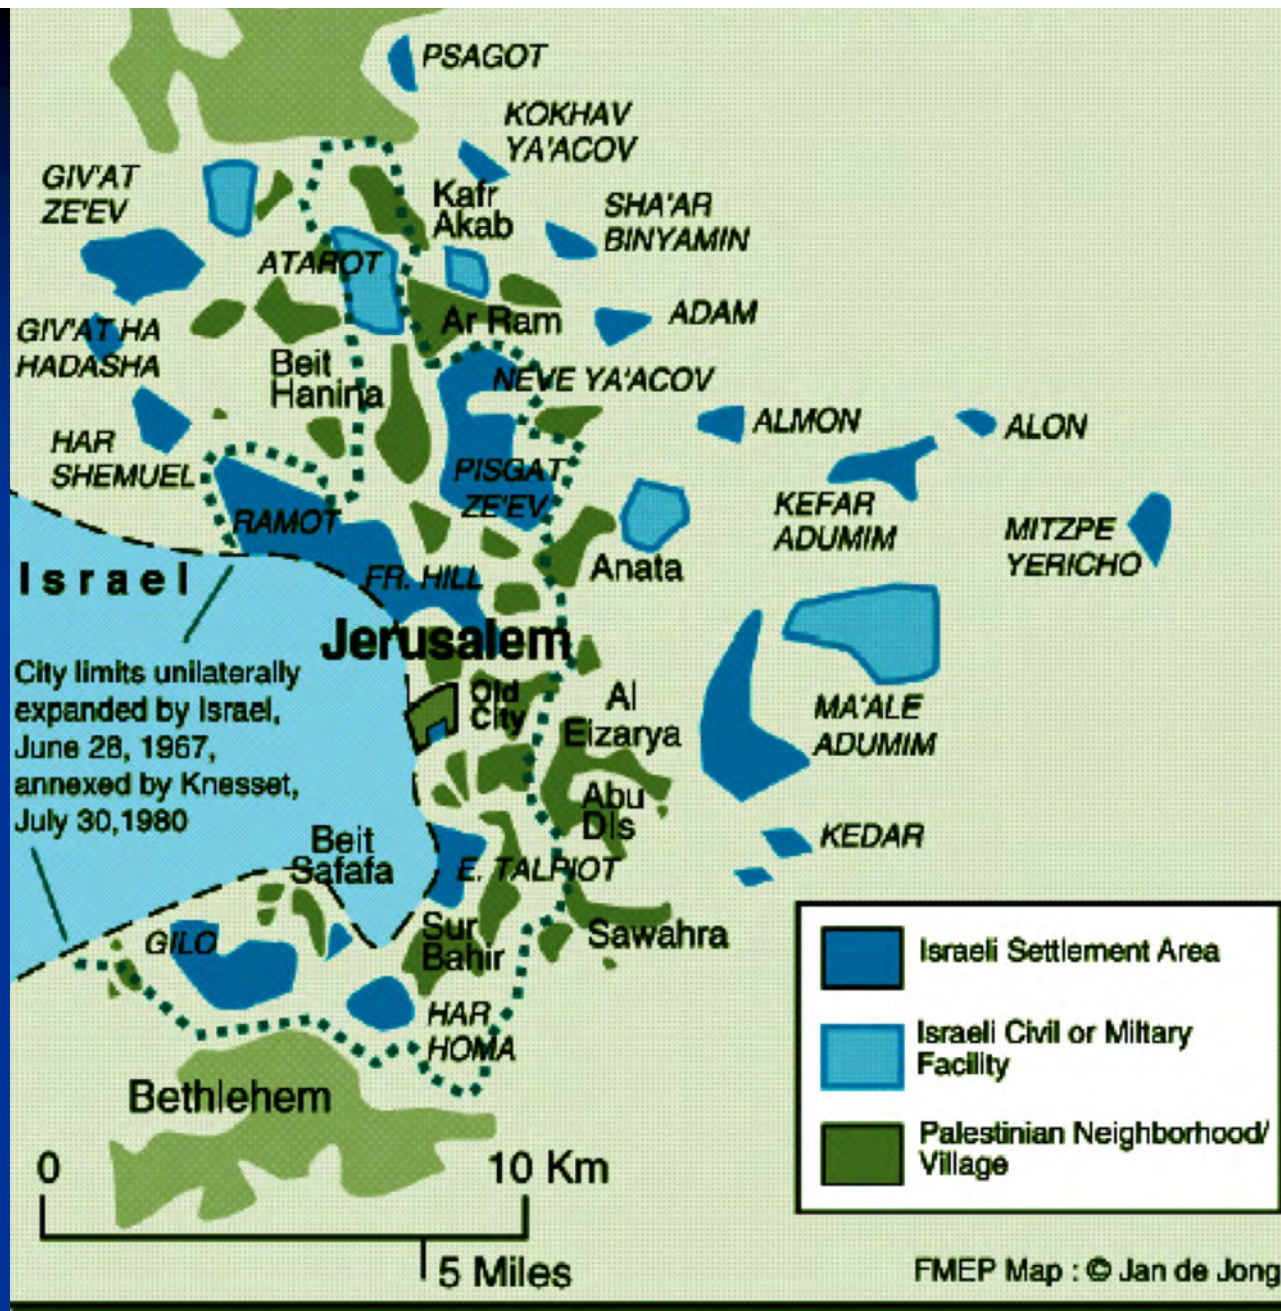 PSAGOT
KOKHAV
YA'ACOV
GIV'AT
ZE'EV
Kafr
Akab
SHA'AR
BINYAMIN
ATAROT
GIV'AT HA
HADASHA
Ar Ram
ADAM
Beit
Hanina
NEVE YA'ACOV
ALMON
ALON
HAR
SHEMUEL
PISGAT
ZE'EV
RAMOT
KEFAR
ADUMIM
MITZPE
YERICHO
Israel
FR. HILL
Anata
Jerusalem
City limits unilaterally
expanded by Israel,
June 28, 1967,
annexed by Knesset,
July 30,1980
Old
City
Al
Eizarya
MA'ALE
ADUMIM
Abu
Dis
KEDAR
Beit
Safafa
E. TALPIOT
GILO
Sur
Bahir
Sawahra
HAR
HOMA
Bethlehem
Israeli Settlement Area
Israeli Civil or Miltary
Facility
Palestinian Neighborhood/
Village
0 10 Km
5 Miles
FMEP Map : © Jan de Jong